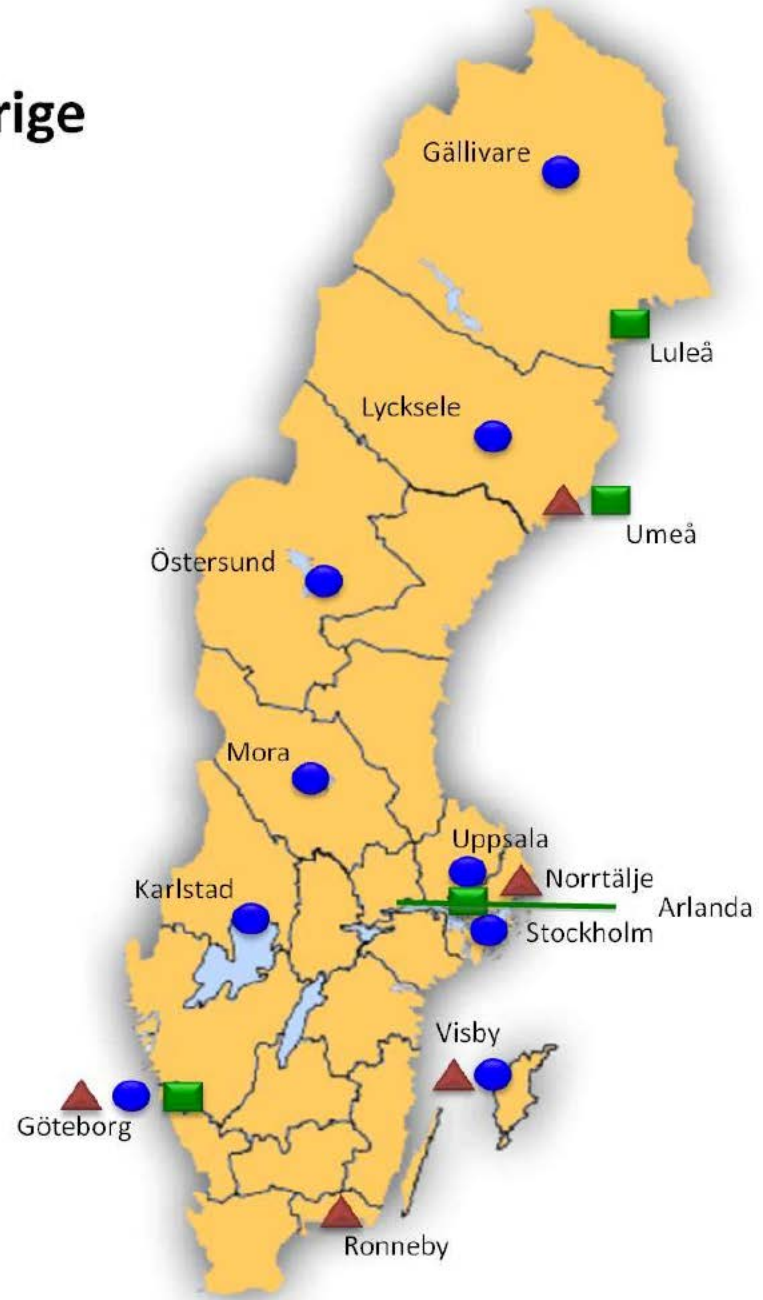 rige
Gällivare
Luleå
Lycksele
Umeå
Östersund
Mora
Uppsala
Norrtälje
Karlstad
Arlanda
Stockholm
Visby
Göteborg
Ronneby